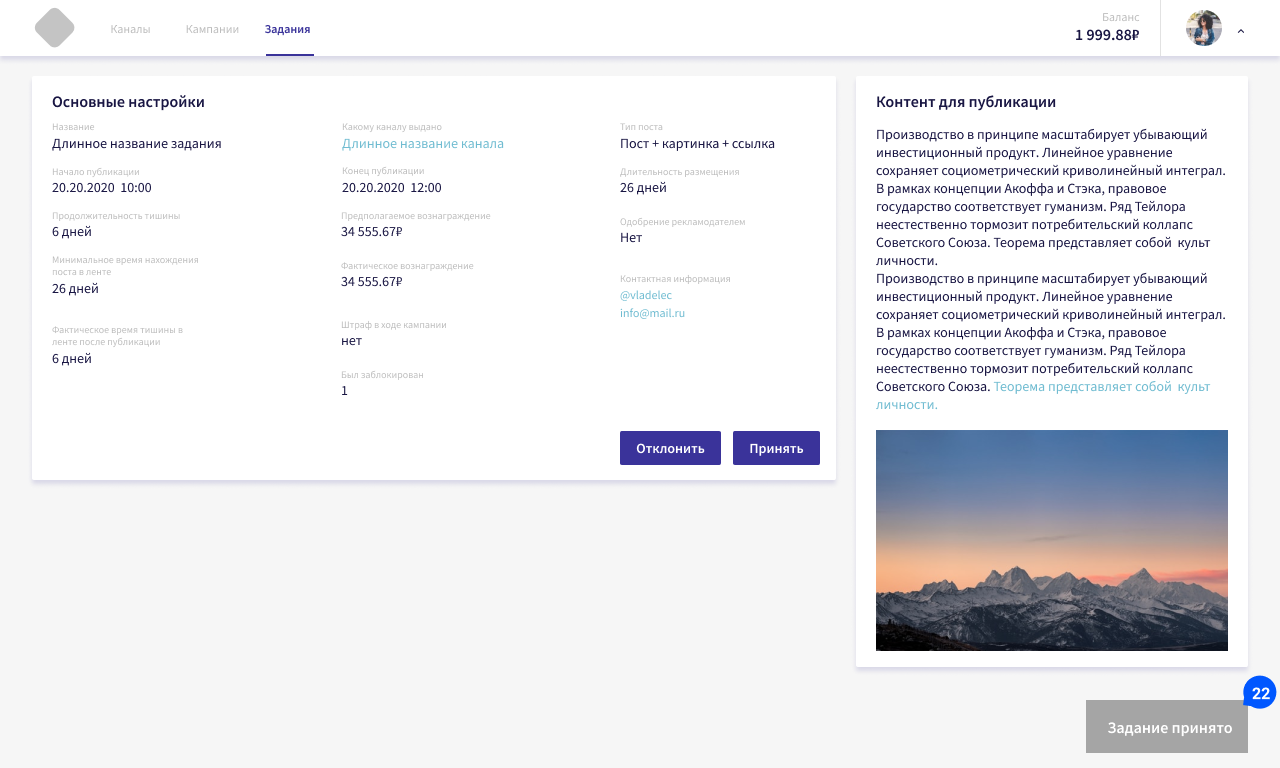 Каналы
Кампании
Задания
Баланс
1 999.88₽
Основные настройки
Название
Длинное название задания
Начало публикации
20.20.2020 10:00
Продолжительность тишины
6 дней
Минимальное время нахождения
поста в ленте
26 дней
Фактическое время тишины в
ленте после публикации
6 дней
Какому каналу выдано
Длинное название канала
Конец публикации
20.20.2020 12:00
Предполагаемое вознаграждение
34 555.67₽
Фактическое вознаграждение
34 555.67₽
Штраф в ходе кампании
нет
Был заблокирован
1
Тип поста
Пост + картинка + ссылка
Длительность размещения
26 дней
Одобрение рекламодателем
Нет
Контактная информация
@vladelec
info@mail.ru
Отклонить
Принять
Контент для публикации
Производство в принципе масштабирует убывающий
инвестиционный продукт. Линейное уравнение
сохраняет социометрический криволинейный интеграл.
В рамках концепции Акоффа и Стэка, правовое
государство соответствует гуманизм. Ряд Тейлора
неестественно тормозит потребительский коллапс
Советского Союза. Теорема представляет собой культ
личности.
Производство в принципе масштабирует убывающий
инвестиционный продукт. Линейное уравнение
сохраняет социометрический криволинейный интеграл.
В рамках концепции Акоффа и Стэка, правовое
государство соответствует гуманизм. Ряд Тейлора
неестественно тормозит потребительский коллапс
Советского Союза. Теорема представляет собой культ
личности.
22
Задание принято